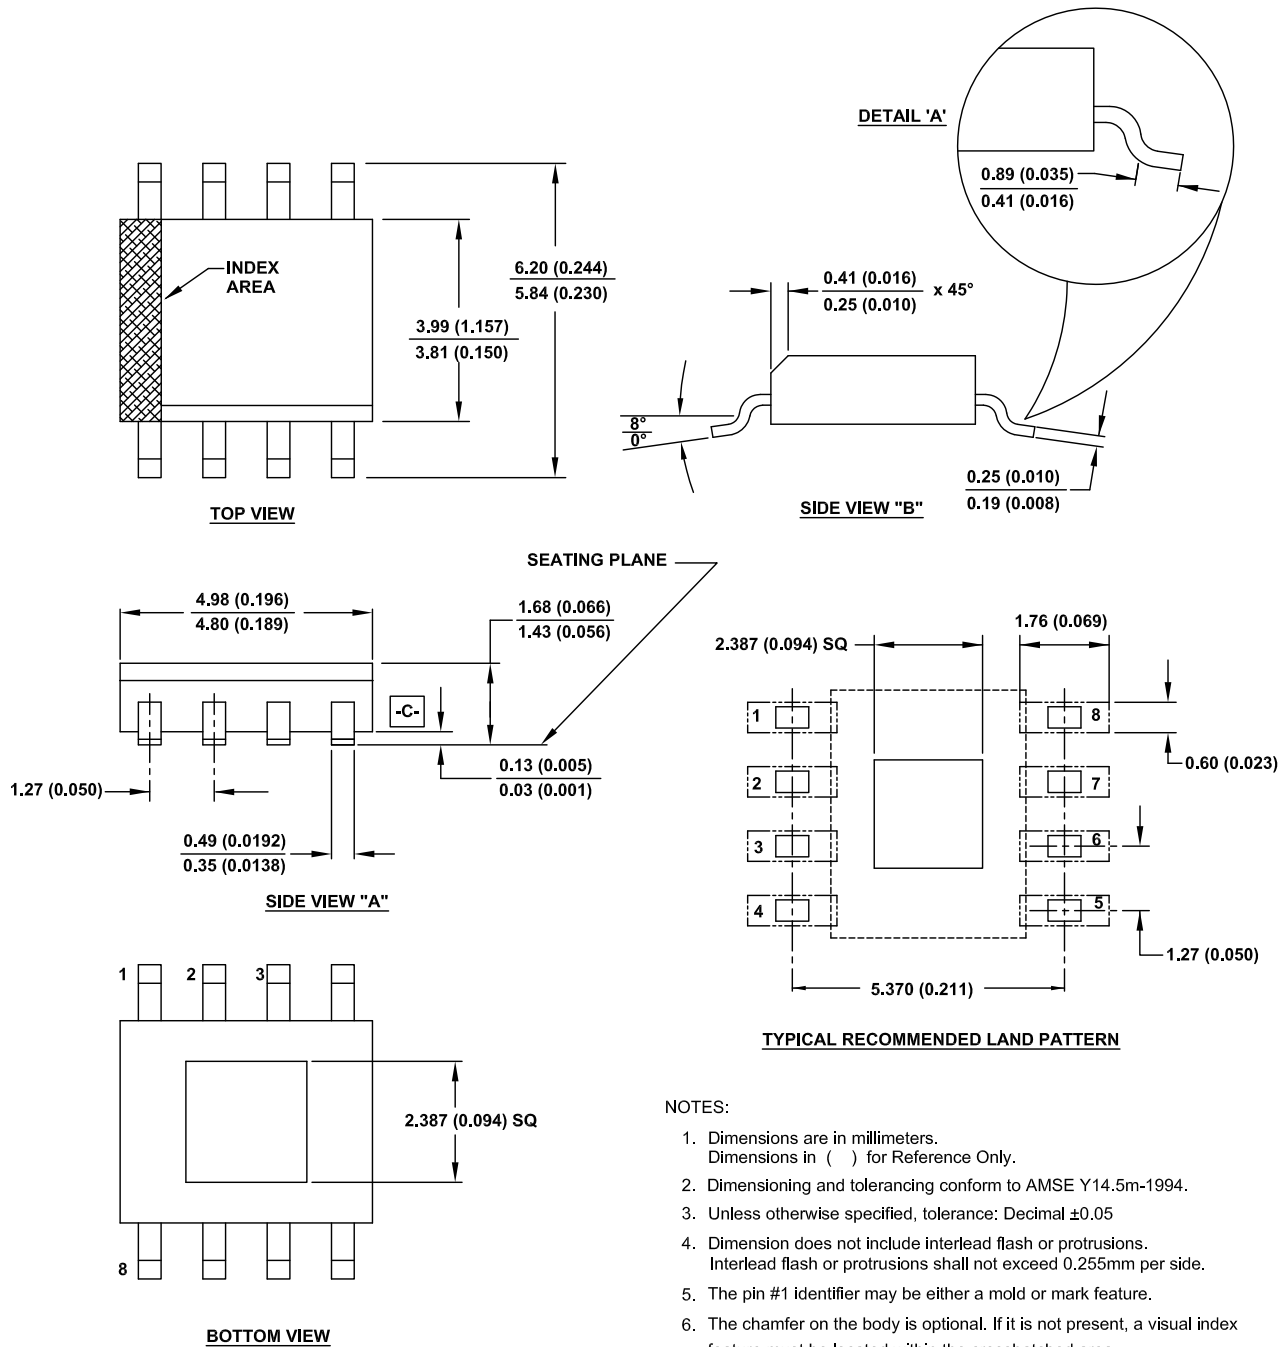 DETAIL 'A'
0.89 (0.035)
0.41 (0.016)
INDEX
AREA
6.20 (0.244)
5.84 (0.230)
3.99 (1.157)
3.81 (0.150)
TOP VIEW
0.41 (0.016)
0.25 (0.010)
x 45°
8°
0°
0.25 (0.010)
0.19 (0.008)
SIDE VIEW "B"
SEATING PLANE
4.98 (0.196)
4.80 (0.189)
1.68 (0.066)
1.43 (0.056)
-C-
0.13 (0.005)
0.03 (0.001)
1.27 (0.050)
0.49 (0.0192)
0.35 (0.0138)
SIDE VIEW "A"
2.387 (0.094) SQ
1.76 (0.069)
1
8
0.60 (0.023)
2
7
3
6
4
5
1.27 (0.050)
5.370 (0.211)
TYPICAL RECOMMENDED LAND PATTERN
1
2
3
2.387 (0.094) SQ
8
BOTTOM VIEW
NOTES:
1. Dimensions are in millimeters.
Dimensions in ( ) for Reference Only.
2. Dimensioning and tolerancing conform to AMSE Y14.5m-1994.
3. Unless otherwise specified, tolerance: Decimal ±0.05
4. Dimension does not include interlead flash or protrusions.
Interlead flash or protrusions shall not exceed 0.255mm per side.
5. The pin #1 identifier may be either a mold or mark feature.
6. The chamfer on the body is optional. If it is not present, a visual index